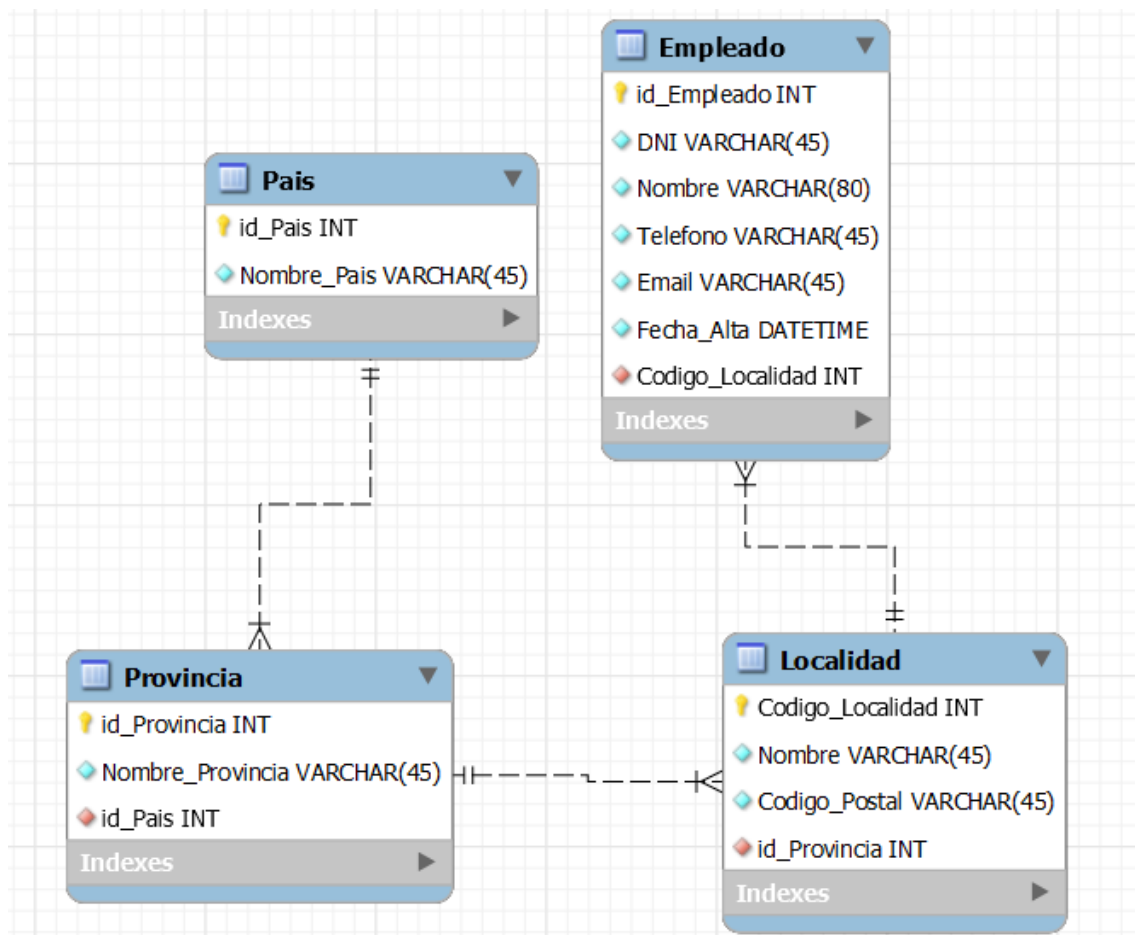 Pais
id_Pais INT
Nombre_Pais VARCHAR(45)
Indexes
Empleado
id_Empleado INT
DNI VARCHAR(45)
Nombre VARCHAR(80)
Telefono VARCHAR(45)
Email VARCHAR(45)
Fecha_Alta DATETIME
Codigo_Localidad INT
Indexes
Provincia
id_Provincia INT
Nombre_Provincia VARCHAR(45)
id_Pais INT
Indexes
Localidad
Codigo_Localidad INT
Nombre VARCHAR(45)
Codigo_Postal VARCHAR(45)
id_Provincia INT
Indexes